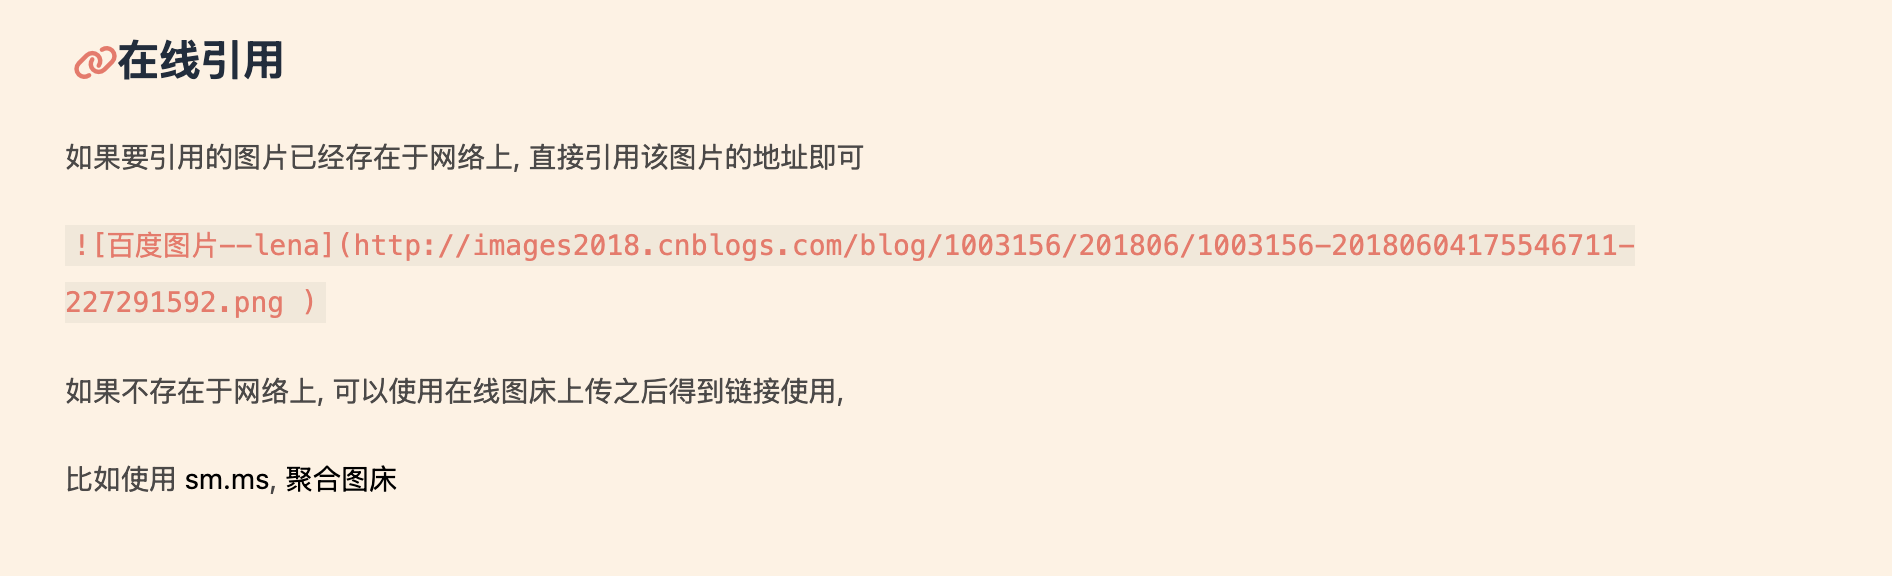 在线引用
如果要引用的图片已经存在于网络上, 直接引用该图片的地址即可
![百度图片--lena](http://images2018.cnblogs.com/blog/1003156/201806/1003156-20180604175546711-
227291592.png )
如果不存在于网络上, 可以使用在线图床上传之后得到链接使用,
比如使用 sm.ms, 聚合图床